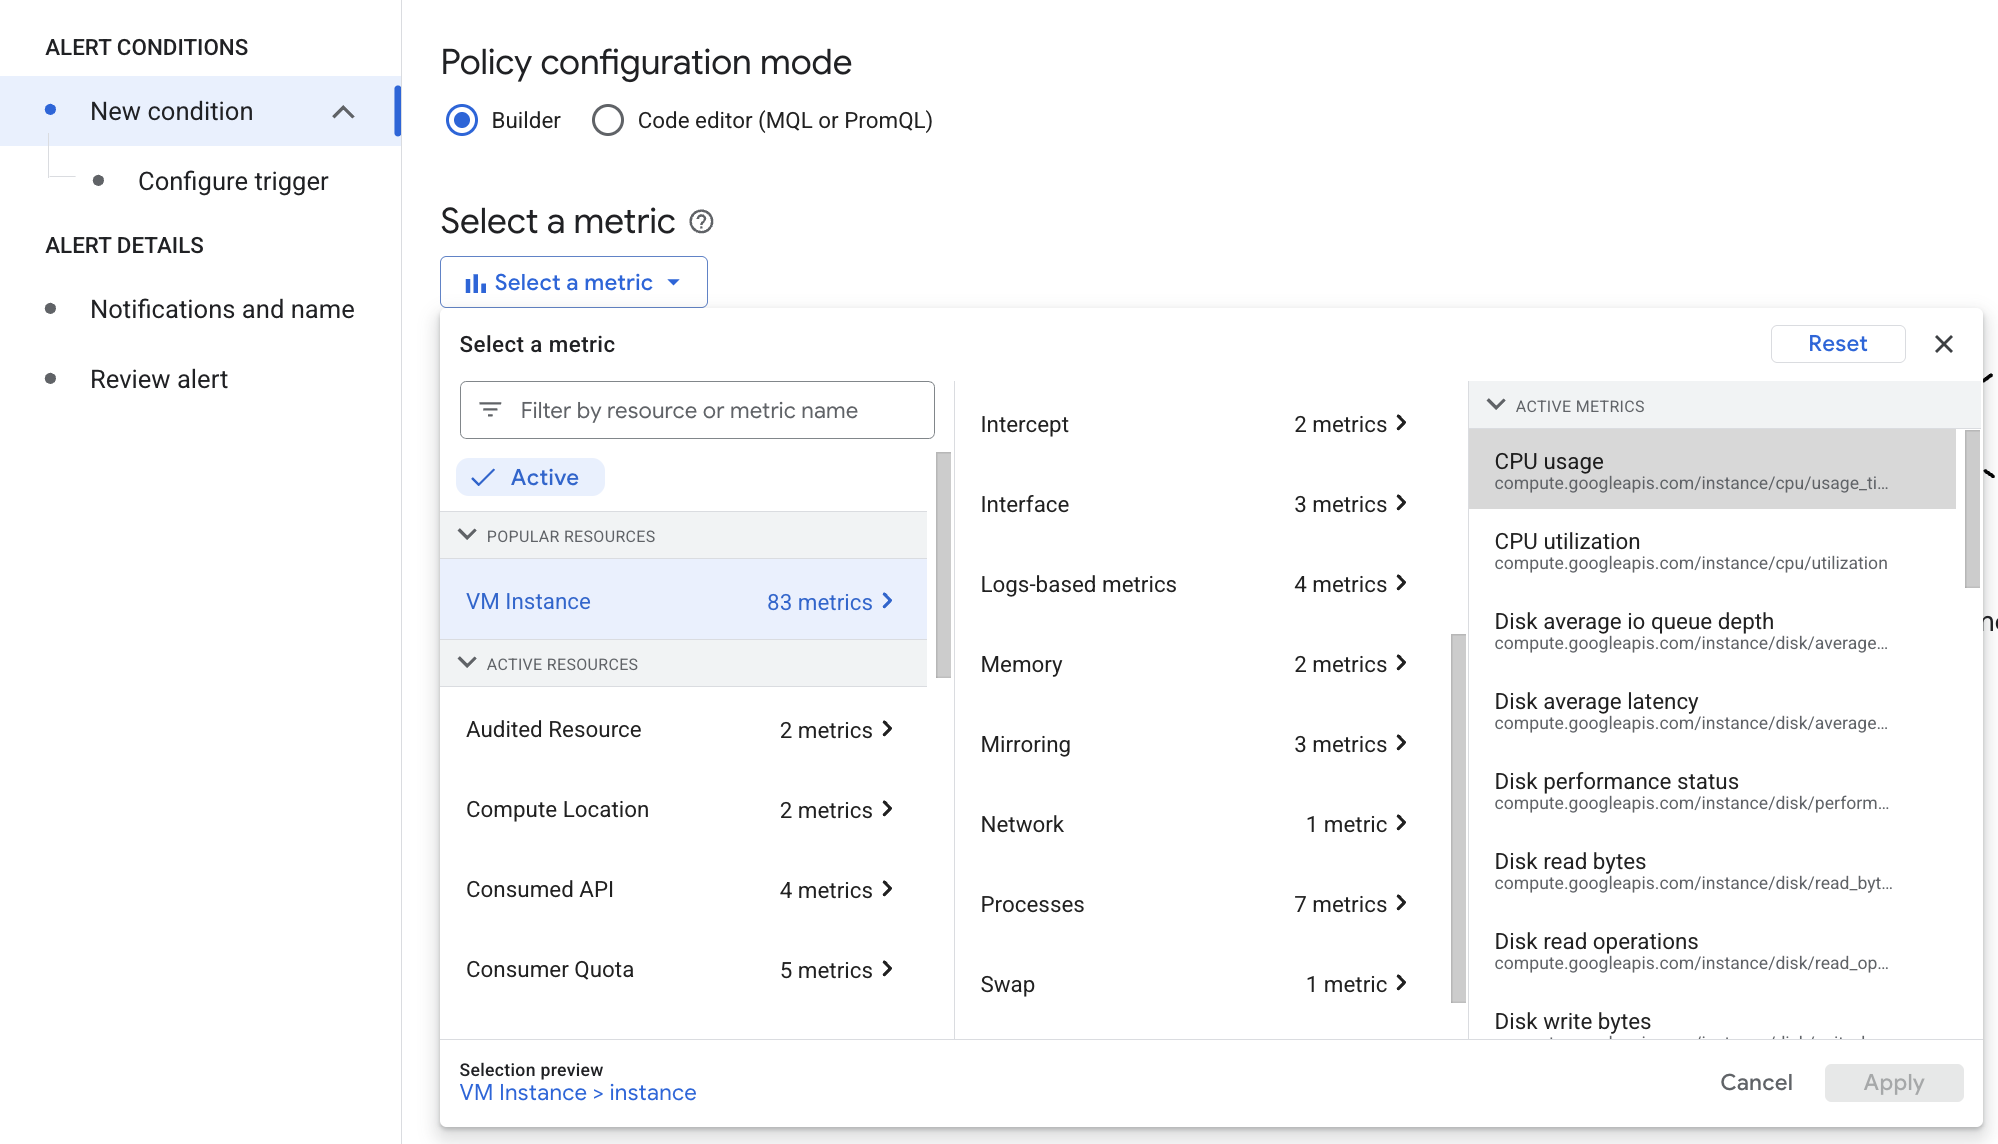 ALERT CONDITIONS
New condition
Configure trigger
ALERT DETAILS
Notifications and name
Review alert
Policy configuration mode
Builder
Code editor (MQL or PromQL)
Select a metric
Select a metric
Select a metric
Reset
Filter by resource or metric name
Active
POPULAR RESOURCES
VM Instance 83 metrics
ACTIVE RESOURCES
Audited Resource 2 metrics
Compute Location 2 metrics
Consumed API 4 metrics
Consumer Quota 5 metrics
Intercept 2 metrics
Interface 3 metrics
Logs-based metrics 4 metrics
Memory 2 metrics
Mirroring 3 metrics
Network 1 metric
Processes 7 metrics
Swap 1 metric
ACTIVE METRICS
CPU usage
compute.googleapis.com/instance/cpu/usage_ti...
CPU utilization
compute.googleapis.com/instance/cpu/utilization
Disk average io queue depth
compute.googleapis.com/instance/disk/average...
Disk average latency
compute.googleapis.com/instance/disk/average...
Disk performance status
compute.googleapis.com/instance/disk/perform...
Disk read bytes
compute.googleapis.com/instance/disk/read_byt...
Disk read operations
compute.googleapis.com/instance/disk/read_op...
Disk write bytes
Selection preview
VM Instance > instance
Cancel
Apply